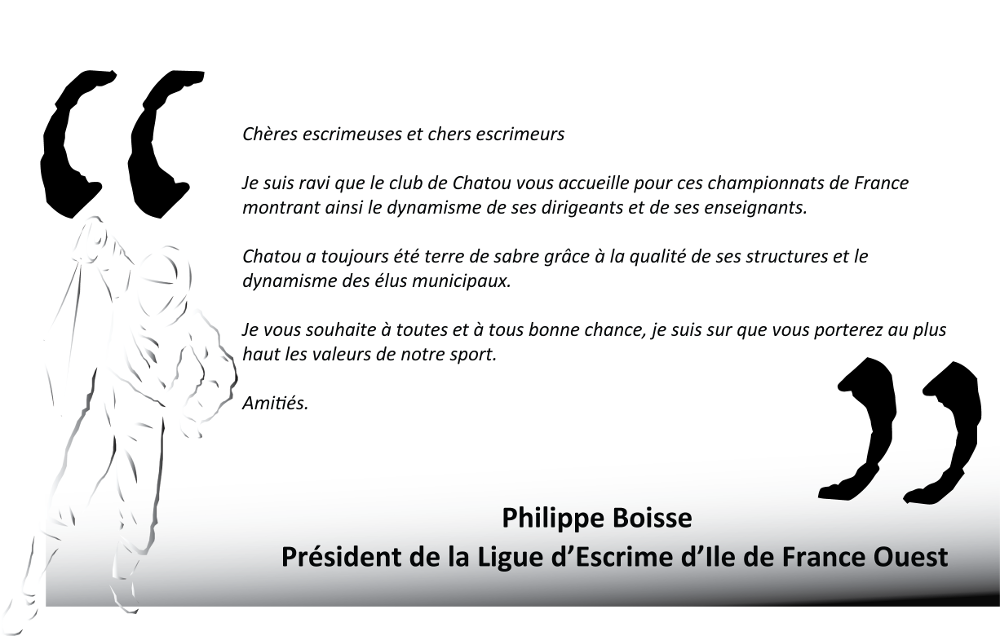 Chères escrimeuses et chers escrimeurs
Je suis ravi que le club de Chatou vous accueille pour ces championnats de France
montrant ainsi le dynamisme de ses dirigeants et de ses enseignants.
Chatou a toujours été terre de sabre grâce à la qualité de ses structures et le
dynamisme des élus municipaux.
Je vous souhaite à toutes et à tous bonne chance, je suis sur que vous porterez au plus
haut les valeurs de notre sport.
Amitiés.
Philippe Boisse
Président de la Ligue d’Escrime d’Ile de France Ouest